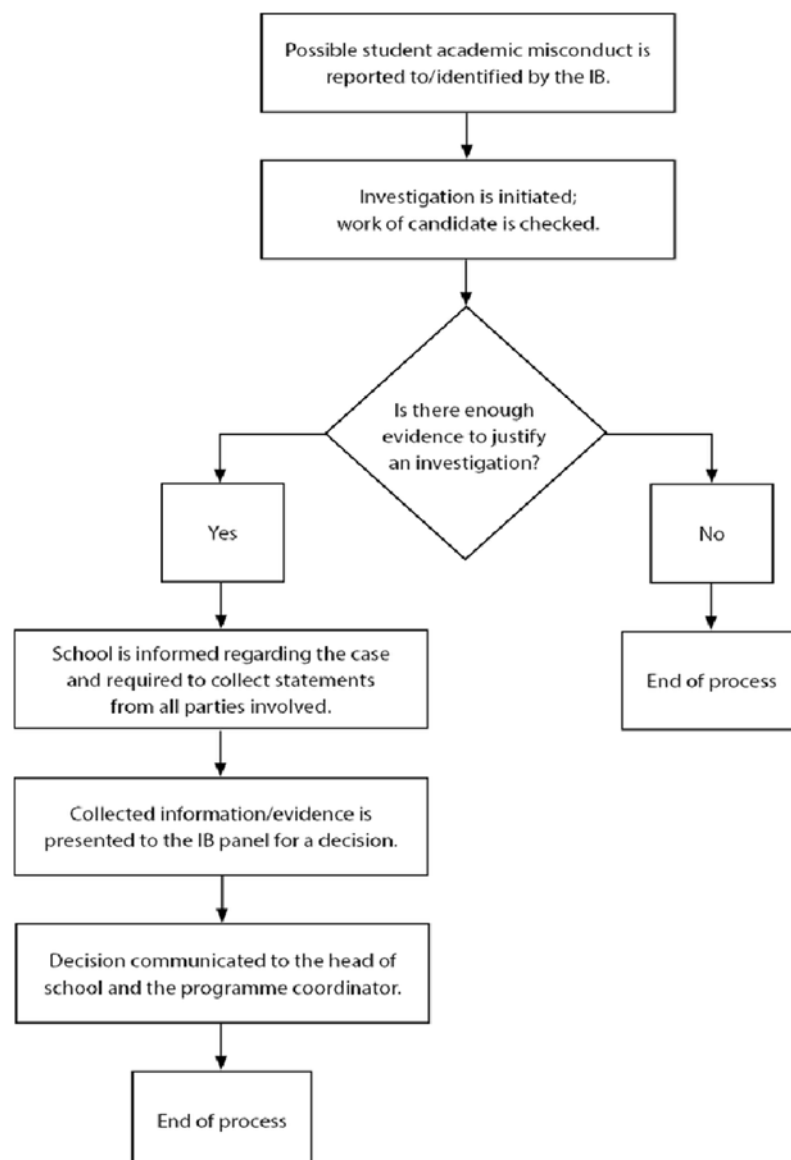 Possible student academic misconduct is
reported to/identified by the IB.
Investigation is initiated;
work of candidate is checked.
Is there enough
evidence to justify
an investigation?
Yes
No
School is informed regarding the case
and required to collect statements
from all parties involved.
End of process
Collected information/evidence is
presented to the IB panel for a decision.
Decision communicated to the head of
school and the programme coordinator.
End of process